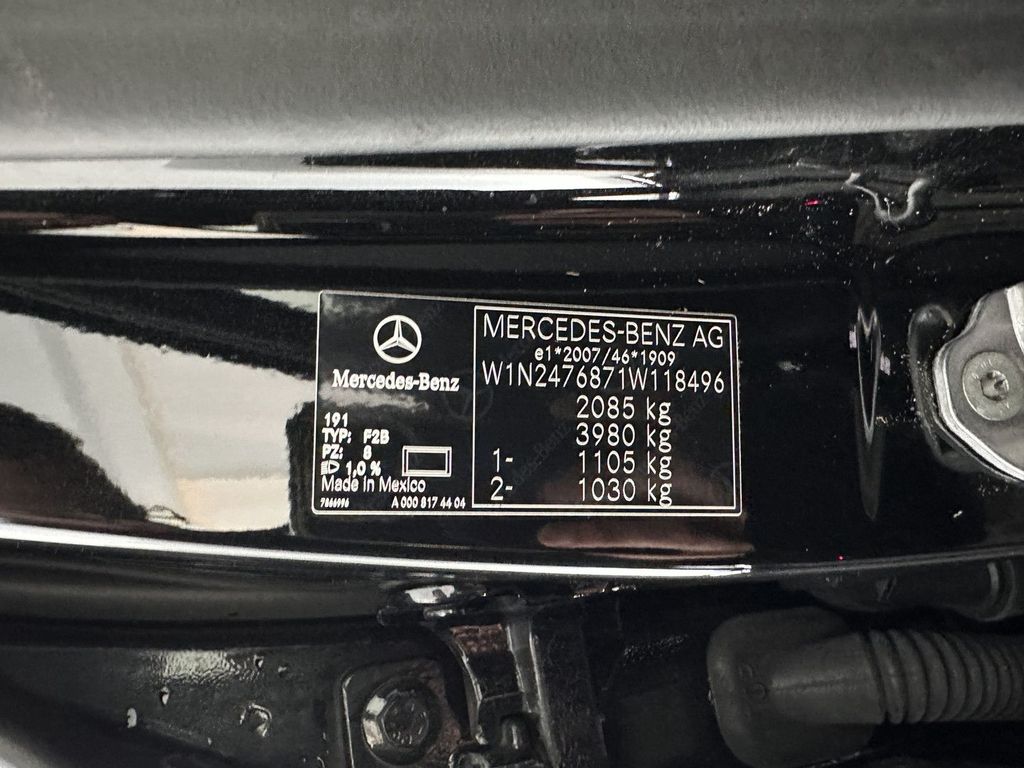 Mercedes-Benz
191
TYP: F2B
PZ: 8
1,0 %
Made in Mexico
7866996 A 000 817 44 04
MERCEDES-BENZ AG
e1*2007/46*1909
W1N2476871W118496
2085 kg
3980 kg
1- 1105 kg
2- 1030 kg